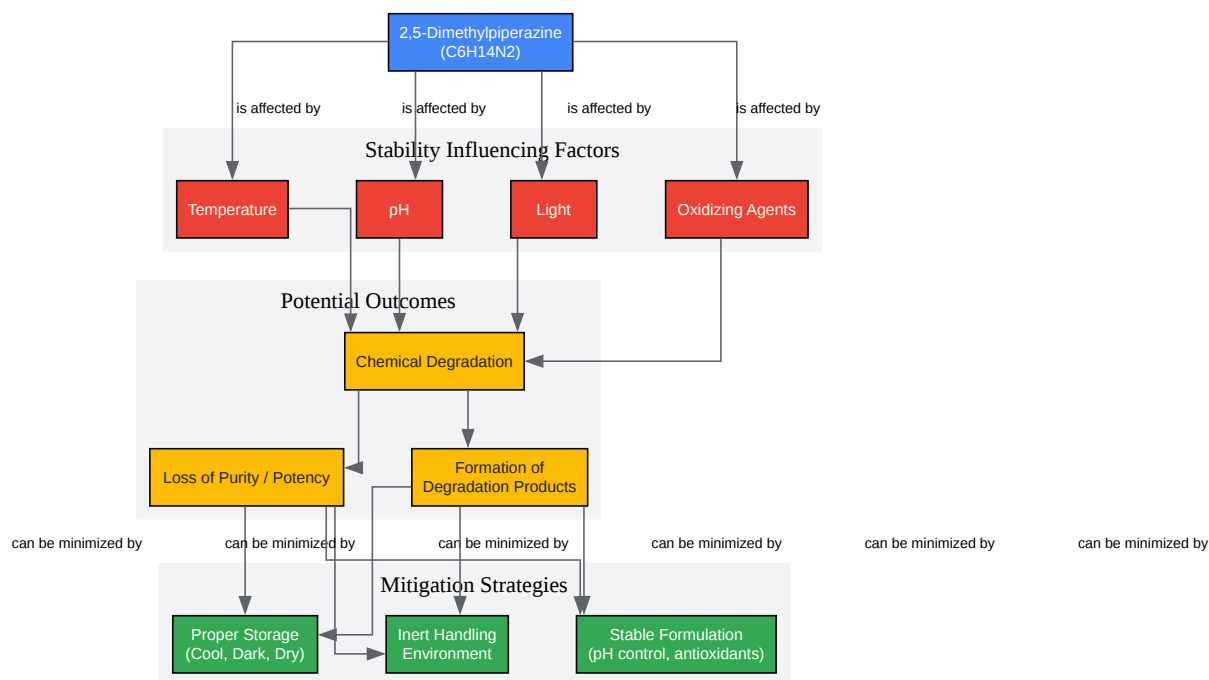 2,5-Dimethylpiperazine
(C6H14N2)
is affected by
is affected by
is affected by
is affected by
Stability Influencing Factors
Temperature
pH
Light
Oxidizing Agents
Potential Outcomes
Chemical Degradation
Loss of Purity / Potency
Formation of
Degradation Products
can be minimized by
can be minimized by
can be minimized by
can be minimized by
can be minimized by
can be minimized by
Mitigation Strategies
Proper Storage
(Cool, Dark, Dry)
Inert Handling
Environment
Stable Formulation
(pH control, antioxidants)